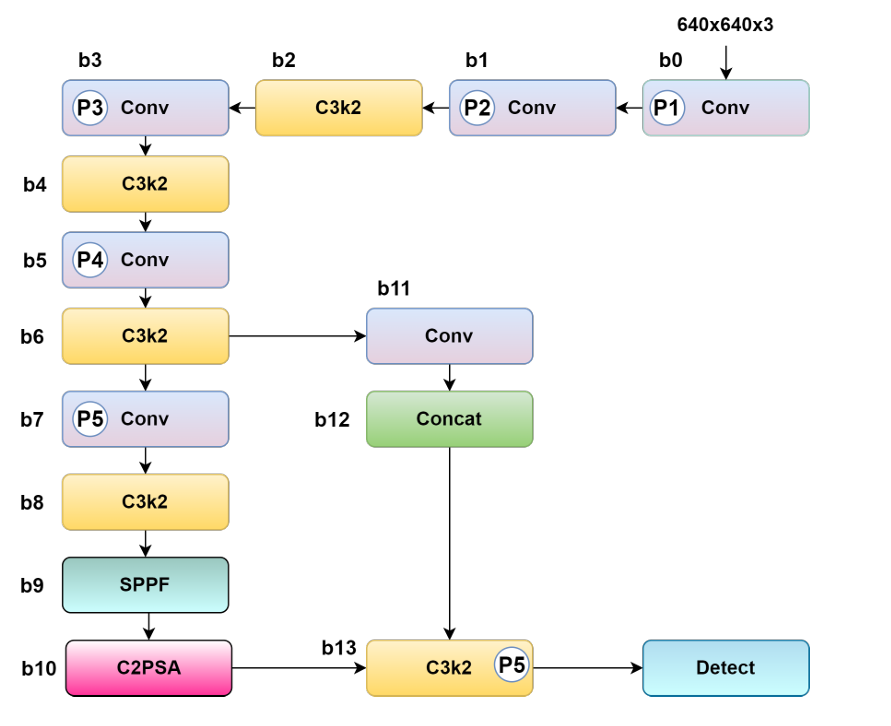 640x640x3
b3
b2
b1
b0
P3 Conv
C3k2
P2 Conv
P1 Conv
b4
C3k2
b5
P4 Conv
b11
b6
C3k2
Conv
b7
P5 Conv
b12
Concat
b8
C3k2
b9
SPPF
b13
b10
C2PSA
C3k2 P5
Detect